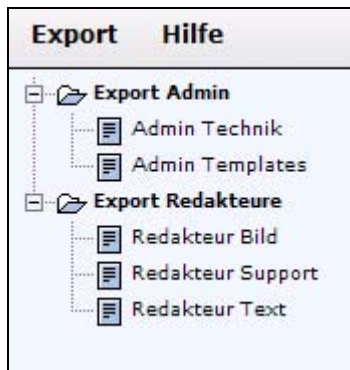 Export Hilfe
Export Admin
Admin Technik
Admin Templates
Export Redakteure
Redakteur Bild
Redakteur Support
Redakteur Text